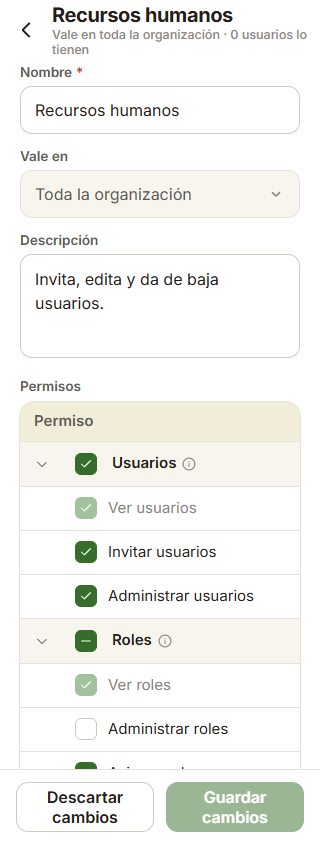 Recursos humanos
Vale en toda la organización · 0 usuarios lo
tienen
Nombre *
Recursos humanos
Vale en
Toda la organización
Descripción
Invita, edita y da de baja
usuarios.
Permisos
Permiso
Usuarios
Ver usuarios
Invitar usuarios
Administrar usuarios
Roles
Ver roles
Administrar roles
Descartar
cambios
Guardar
cambios